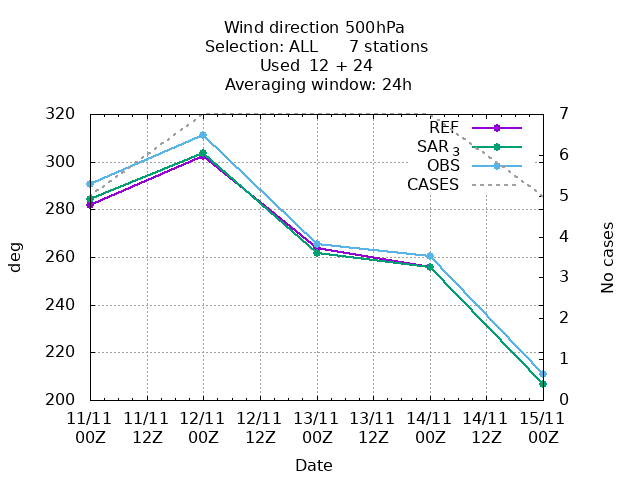 Wind direction 500hPa
Selection: ALL 7 stations
Used 12 + 24
Averaging window: 24h
320
300
280
260
240
220
200
deg
7
6
5
4
3
2
1
0
No cases
REF
SAR 3
OBS
CASES
11/11 11/11 12/11 12/11 13/11 13/11 14/11 14/11 15/11
00Z 12Z 00Z 12Z 00Z 12Z 00Z 12Z 00Z
Date